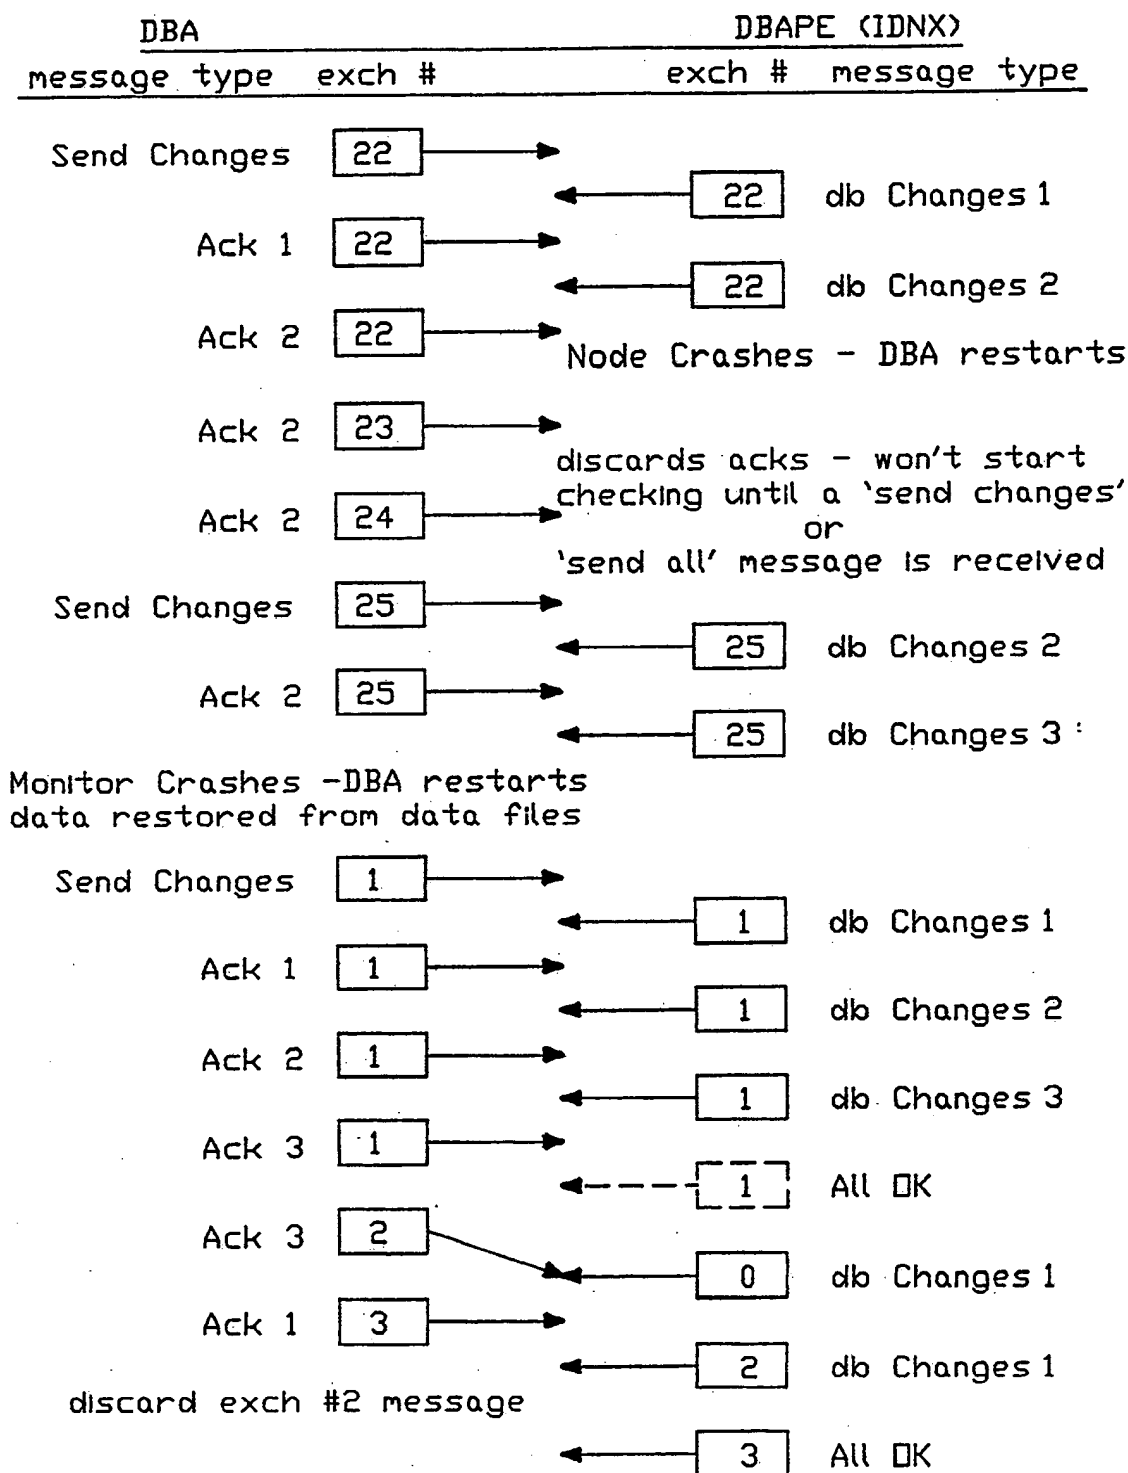 DBA DBAPE (IDNX)
message type exch # exch # message type
Send Changes 22
22 db Changes 1
Ack 1 22
22 db Changes 2
Ack 2 22
Node Crashes - DBA restarts
Ack 2 23
discards acks - won't start
checking until a 'send changes'
Ack 2 24
or
'send all' message is received
Send Changes 25
25 db Changes 2
Ack 2 25
25 db Changes 3
Monitor Crashes -DBA restarts
data restored from data files
Send Changes 1
1 db Changes 1
Ack 1 1
1 db Changes 2
Ack 2 1
1 db Changes 3
Ack 3 1
1 All OK
Ack 3 2
0 db Changes 1
Ack 1 3
2 db Changes 1
discard exch #2 message
3 All OK